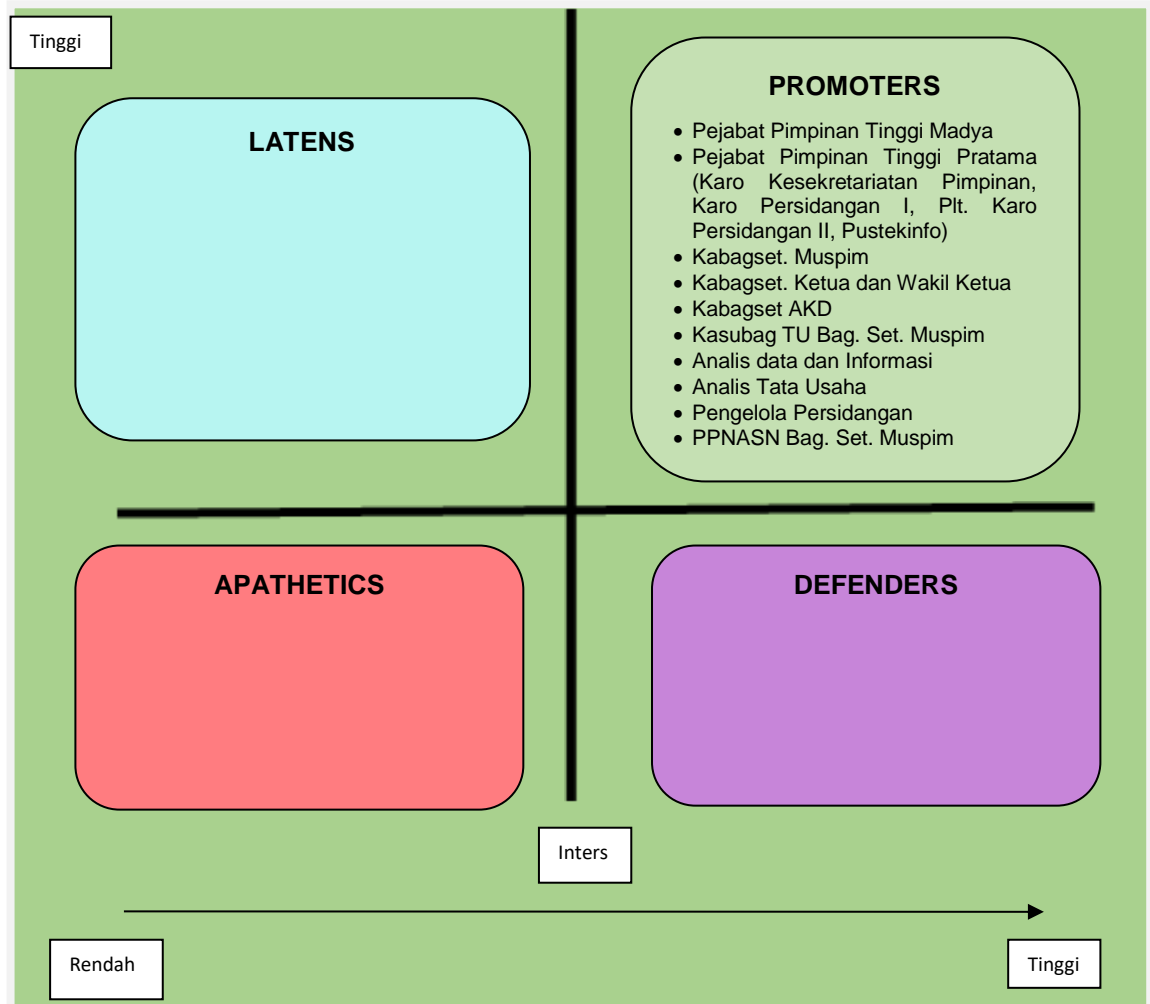 Tinggi
LATENS
PROMOTERS
• Pejabat Pimpinan Tinggi Madya
• Pejabat Pimpinan Tinggi Pratama
(Karo Kesekretariatan Pimpinan,
Karo Persidangan I, Plt. Karo
Persidangan II, Pustekinfo)
• Kabagset. Muspim
• Kabagset. Ketua dan Wakil Ketua
• Kabagset AKD
• Kasubag TU Bag. Set. Muspim
• Analis data dan Informasi
• Analis Tata Usaha
• Pengelola Persidangan
• PPNASN Bag. Set. Muspim
APATHETICS
DEFENDERS
Inters
Rendah
Tinggi